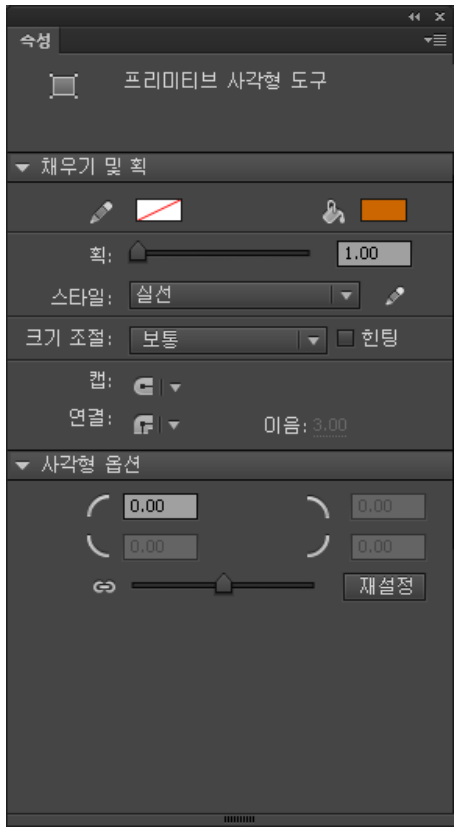 속성
프리미티브 사각형 도구
채우기 및 획
획: 1.00
스타일: 실선
크기 조절: 보통 힌팅
캡:
연결: 이음: 3.00
사각형 옵션
0.00 0.00
0.00 0.00
재설정